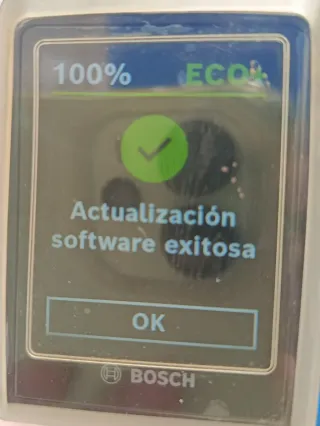 100% ECO+
Actualización
software exitosa
OK
BOSCH